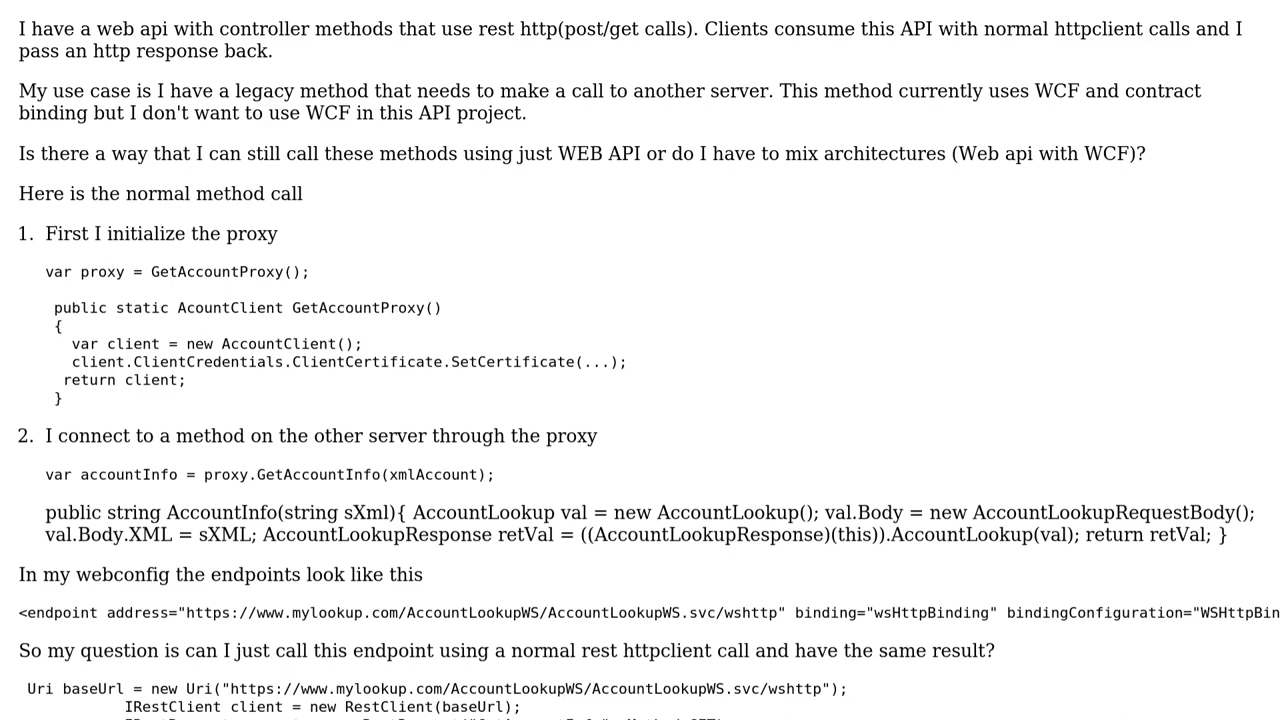 I have a web api with controller methods that use rest http(post/get calls). Clients consume this API with normal httpclient calls and I
pass an http response back.
My use case is I have a legacy method that needs to make a call to another server. This method currently uses WCF and contract
binding but I don't want to use WCF in this API project.
Is there a way that I can still call these methods using just WEB API or do I have to mix architectures (Web api with WCF)?
Here is the normal method call
1. First I initialize the proxy
var proxy = GetAccountProxy();
public static AcountClient GetAccountProxy()
{
var client = new AccountClient();
client.ClientCredentials.ClientCertificate.SetCertificate(...);
return client;
}
2. I connect to a method on the other server through the proxy
var accountInfo = proxy.GetAccountInfo(xmlAccount);
public string AccountInfo(string sXml){ AccountLookup val = new AccountLookup(); val.Body = new AccountLookupRequestBody();
val.Body.XML = sXML; AccountLookupResponse retVal = ((AccountLookupResponse)(this)).AccountLookup(val); return retVal; }
In my webconfig the endpoints look like this
<endpoint address="https://www.mylookup.com/AccountLookupWS/AccountLookupWS.svc/wshttp" binding="wsHttpBinding" bindingConfiguration="WSHttpBin
So my question is can I just call this endpoint using a normal rest httpclient call and have the same result?
Uri baseUrl = new Uri("https://www.mylookup.com/AccountLookupWS/AccountLookupWS.svc/wshttp");
IRestClient client = new RestClient(baseUrl);